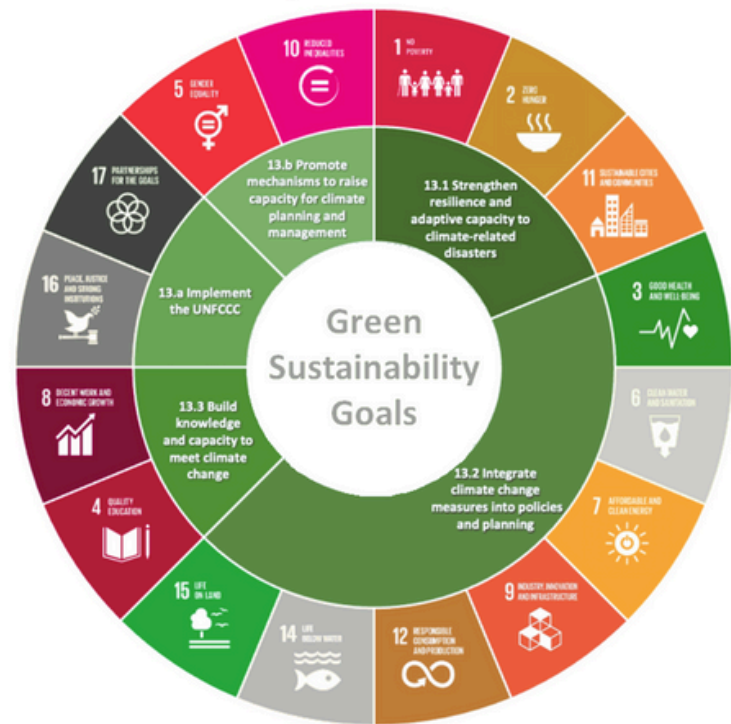 Green
Sustainability
Goals
13.1 Strengthen
resilience and
adaptive capacity to
climate-related
disasters
13.2 Integrate
climate change
measures into policies
and planning
13.3 Build
knowledge
and capacity to
meet climate
change
13.a Implement
the UNFCCC
13.b Promote
mechanisms to raise
capacity for climate
planning and
management
1 NO
POVERTY
2 ZERO
HUNGER
11 SUSTAINABLE CITIES
AND COMMUNITIES
3 GOOD HEALTH
AND WELL-BEING
6 CLEAN WATER
AND SANITATION
7 AFFORDABLE AND
CLEAN ENERGY
9 INDUSTRY, INNOVATION
AND INFRASTRUCTURE
12 RESPONSIBLE
CONSUMPTION
AND PRODUCTION
14 LIFE
BELOW WATER
15 LIFE
ON LAND
4 QUALITY
EDUCATION
8 DECENT WORK AND
ECONOMIC GROWTH
16 PEACE, JUSTICE
AND STRONG
INSTITUTIONS
17 PARTNERSHIPS
FOR THE GOALS
5 GENDER
EQUALITY
10 REDUCED
INEQUALITIES